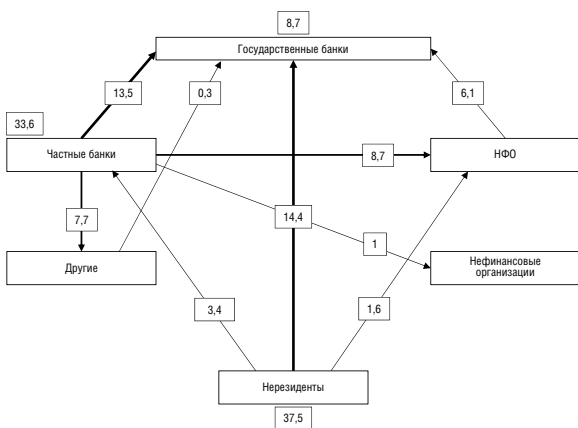 8,7
Государственные банки
13,5
0,3
6,1
33,6
Частные банки
8,7
НФО
7,7
14,4
1
Другие
Нефинансовые
организации
3,4
1,6
Нерезиденты
37,5